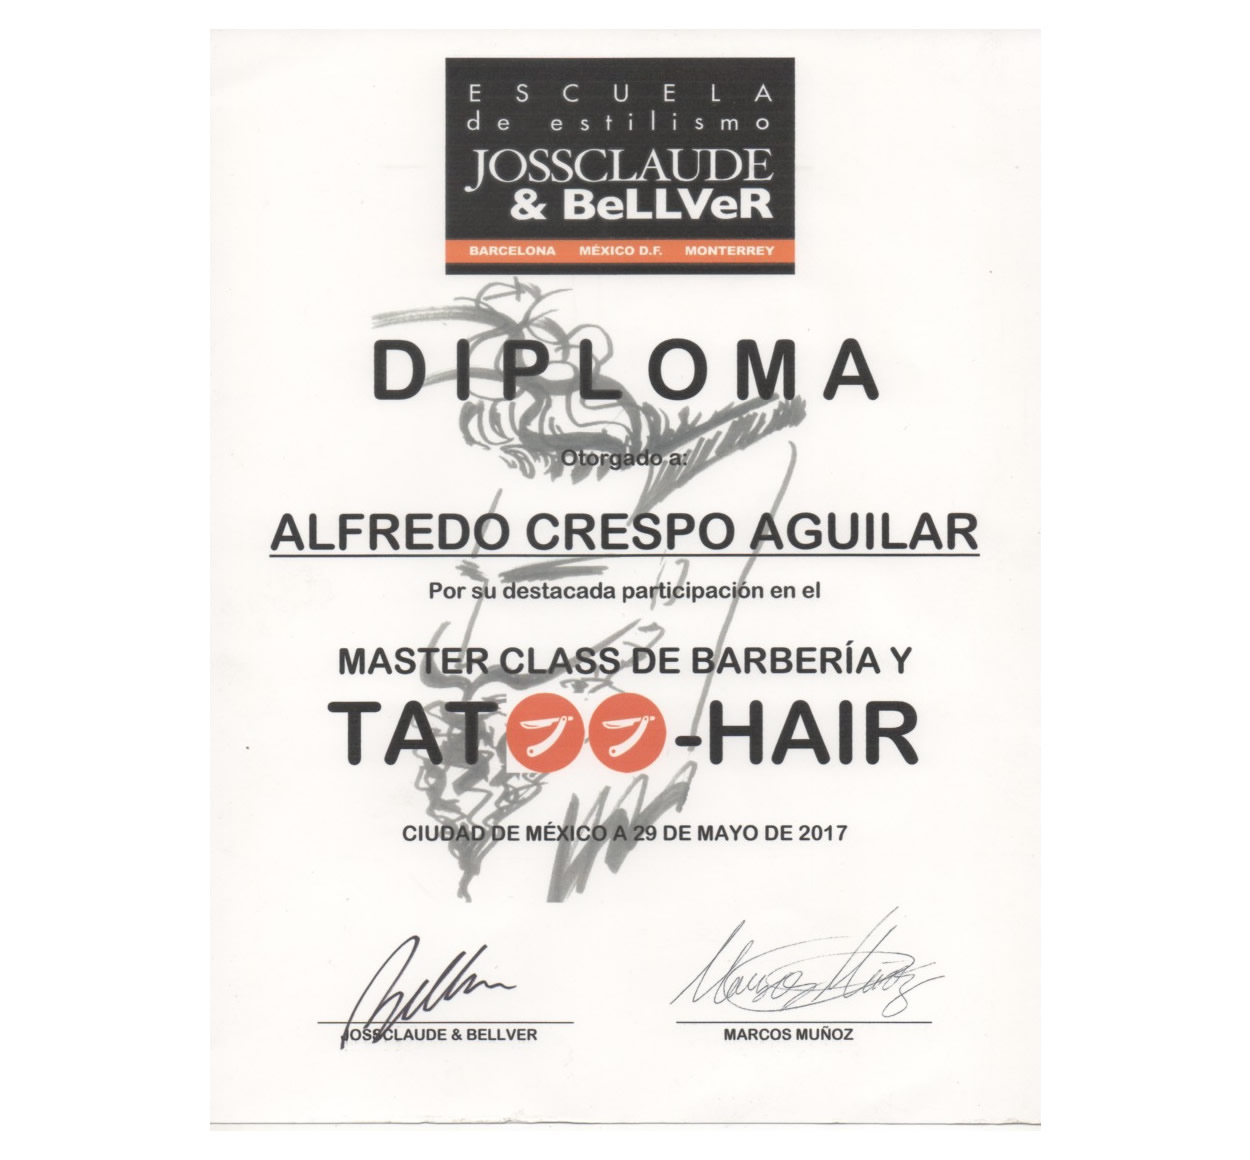 ESCUELA
de estilismo
JOSSCLAUDE
& BeLLVeR
BARCELONA MÉXICO D.F. MONTERREY
DIPLOMA
Otorgado a:
ALFREDO CRESPO AGUILAR
Por su destacada participación en el
MASTER CLASS DE BARBERÍA Y
TATOO-HAIR
CIUDAD DE MÉXICO A 29 DE MAYO DE 2017
Bellver
Marcos Muñoz
JOSSCLAUDE & BELLVER
MARCOS MUÑOZ